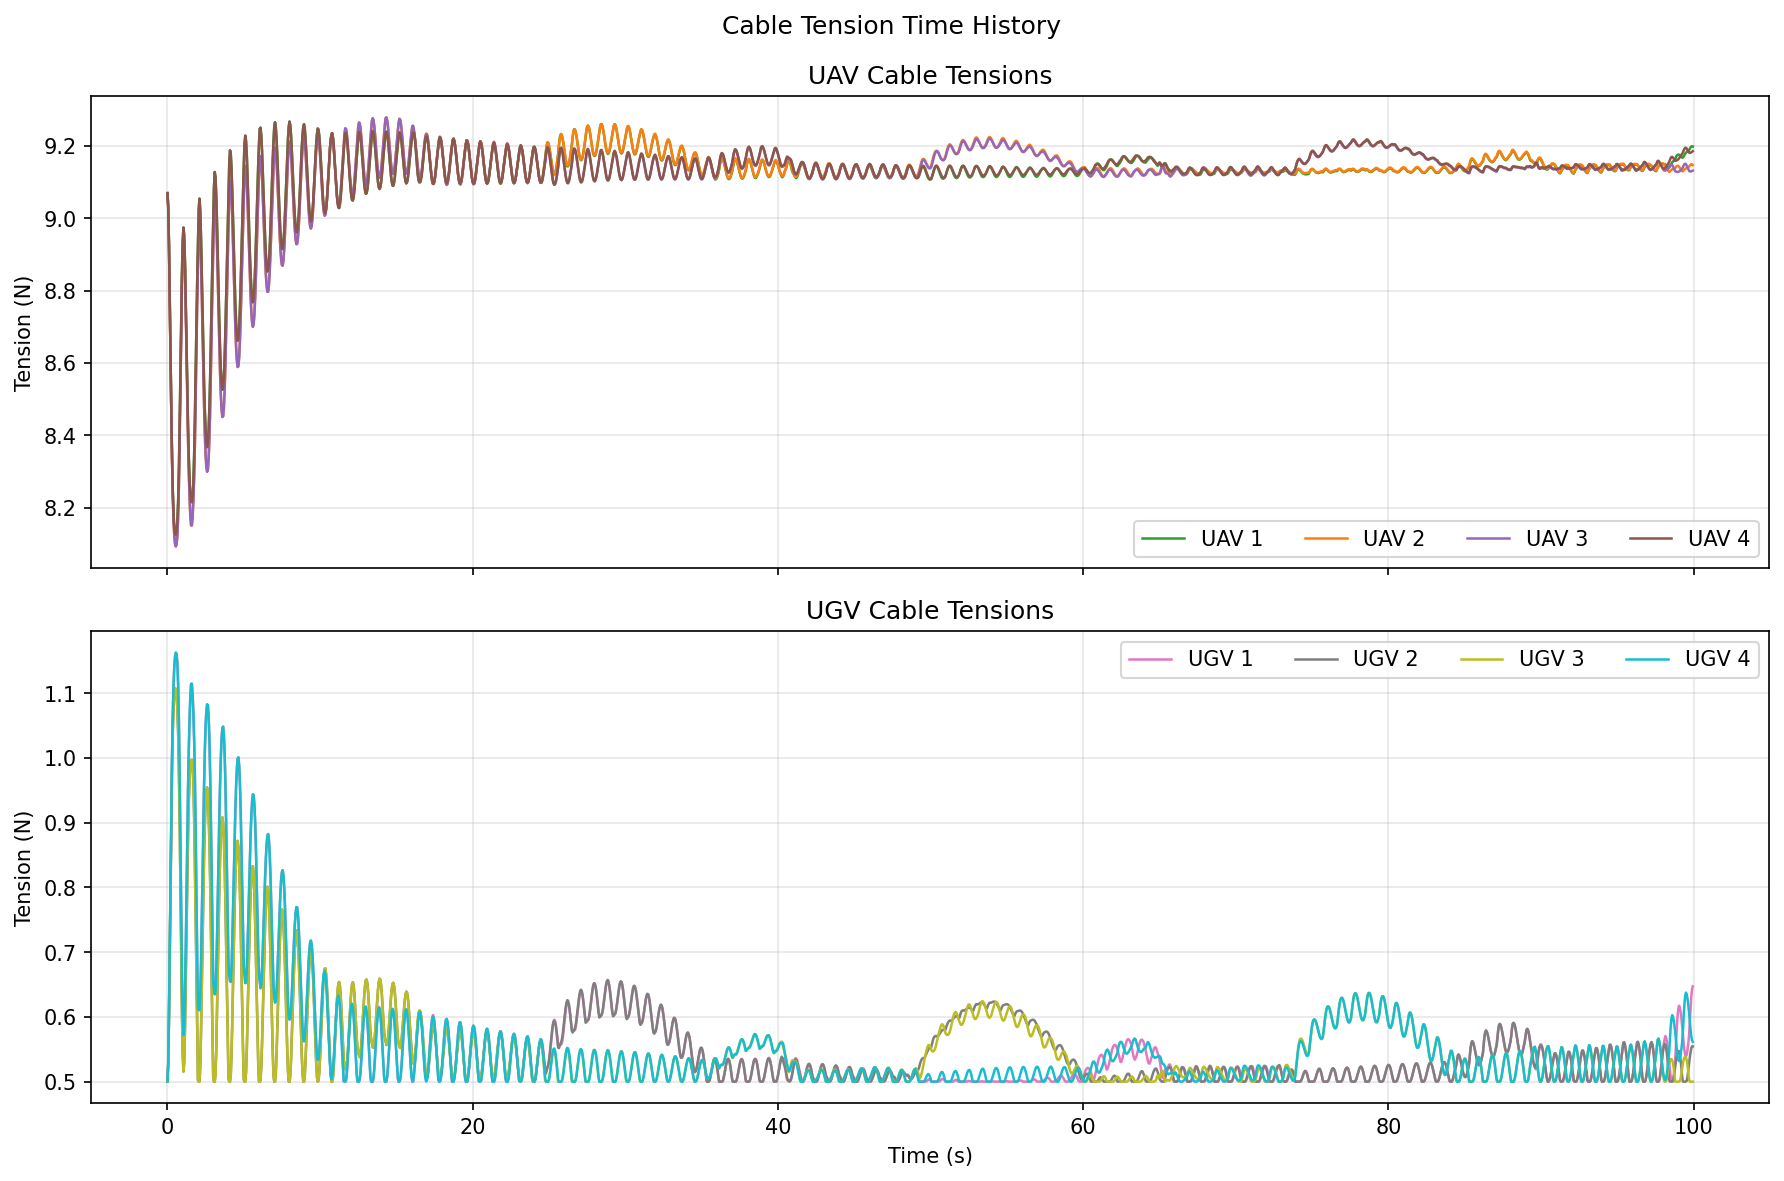 Cable Tension Time History
UAV Cable Tensions
Tension (N)
9.2
9.0
8.8
8.6
8.4
8.2
UAV 1 UAV 2 UAV 3 UAV 4
UGV Cable Tensions
Tension (N)
UGV 1 UGV 2 UGV 3 UGV 4
1.1
1.0
0.9
0.8
0.7
0.6
0.5
0 20 40 60 80 100
Time (s)